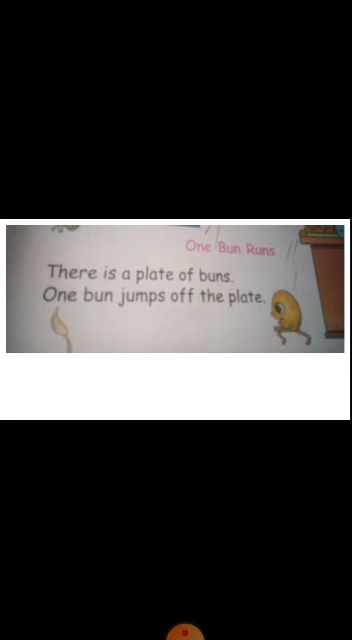 One Bun Runs
There is a plate of buns.
One bun jumps off the plate.